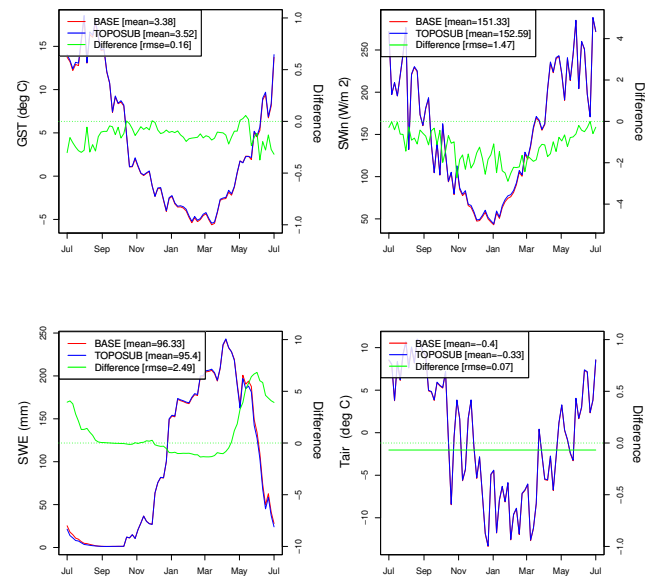 BASE [mean=3.38]
TOPOSUB [mean=3.52]
Difference [rmse=0.16]
GST (deg C)
15
10
5
0
−5
1.0
0.5
0.0
−0.5
−1.0
Difference
Jul Sep Nov Jan Mar May Jul
BASE [mean=151.33]
TOPOSUB [mean=152.59]
Difference [rmse=1.47]
SWin (W/m 2)
250
200
150
100
50
4
2
0
−2
−4
Difference
Jul Sep Nov Jan Mar May Jul
BASE [mean=96.33]
TOPOSUB [mean=95.4]
Difference [rmse=2.49]
SWE (mm)
250
200
150
100
50
0
10
5
0
−5
−10
Difference
Jul Sep Nov Jan Mar May Jul
BASE [mean=−0.4]
TOPOSUB [mean=−0.33]
Difference [rmse=0.07]
Tair (deg C)
10
5
0
−5
−10
1.0
0.5
0.0
−0.5
−1.0
Difference
Jul Sep Nov Jan Mar May Jul